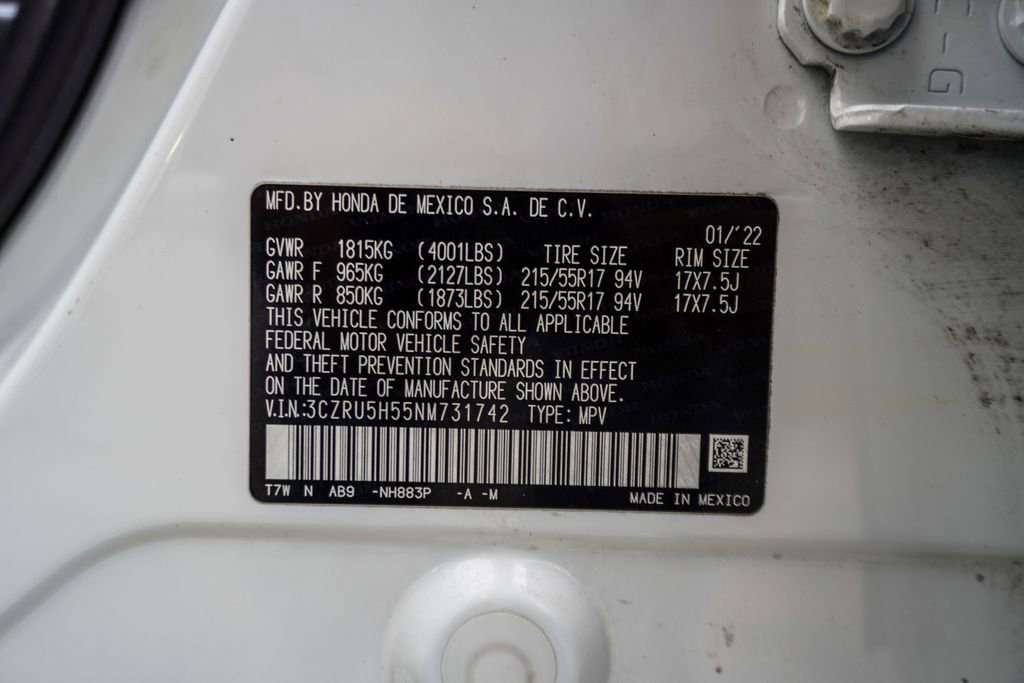 MFD.BY HONDA DE MEXICO S.A. DE C.V.
01/'22
GVWR 1815KG (4001LBS) TIRE SIZE RIM SIZE
GAWR F 965KG (2127LBS) 215/55R17 94V 17X7.5J
GAWR R 850KG (1873LBS) 215/55R17 94V 17X7.5J
THIS VEHICLE CONFORMS TO ALL APPLICABLE
FEDERAL MOTOR VEHICLE SAFETY
AND THEFT PREVENTION STANDARDS IN EFFECT
ON THE DATE OF MANUFACTURE SHOWN ABOVE.
V.I.N:3CZRU5H55NM731742 TYPE: MPV
T7W N AB9 -NH883P -A -M MADE IN MEXICO